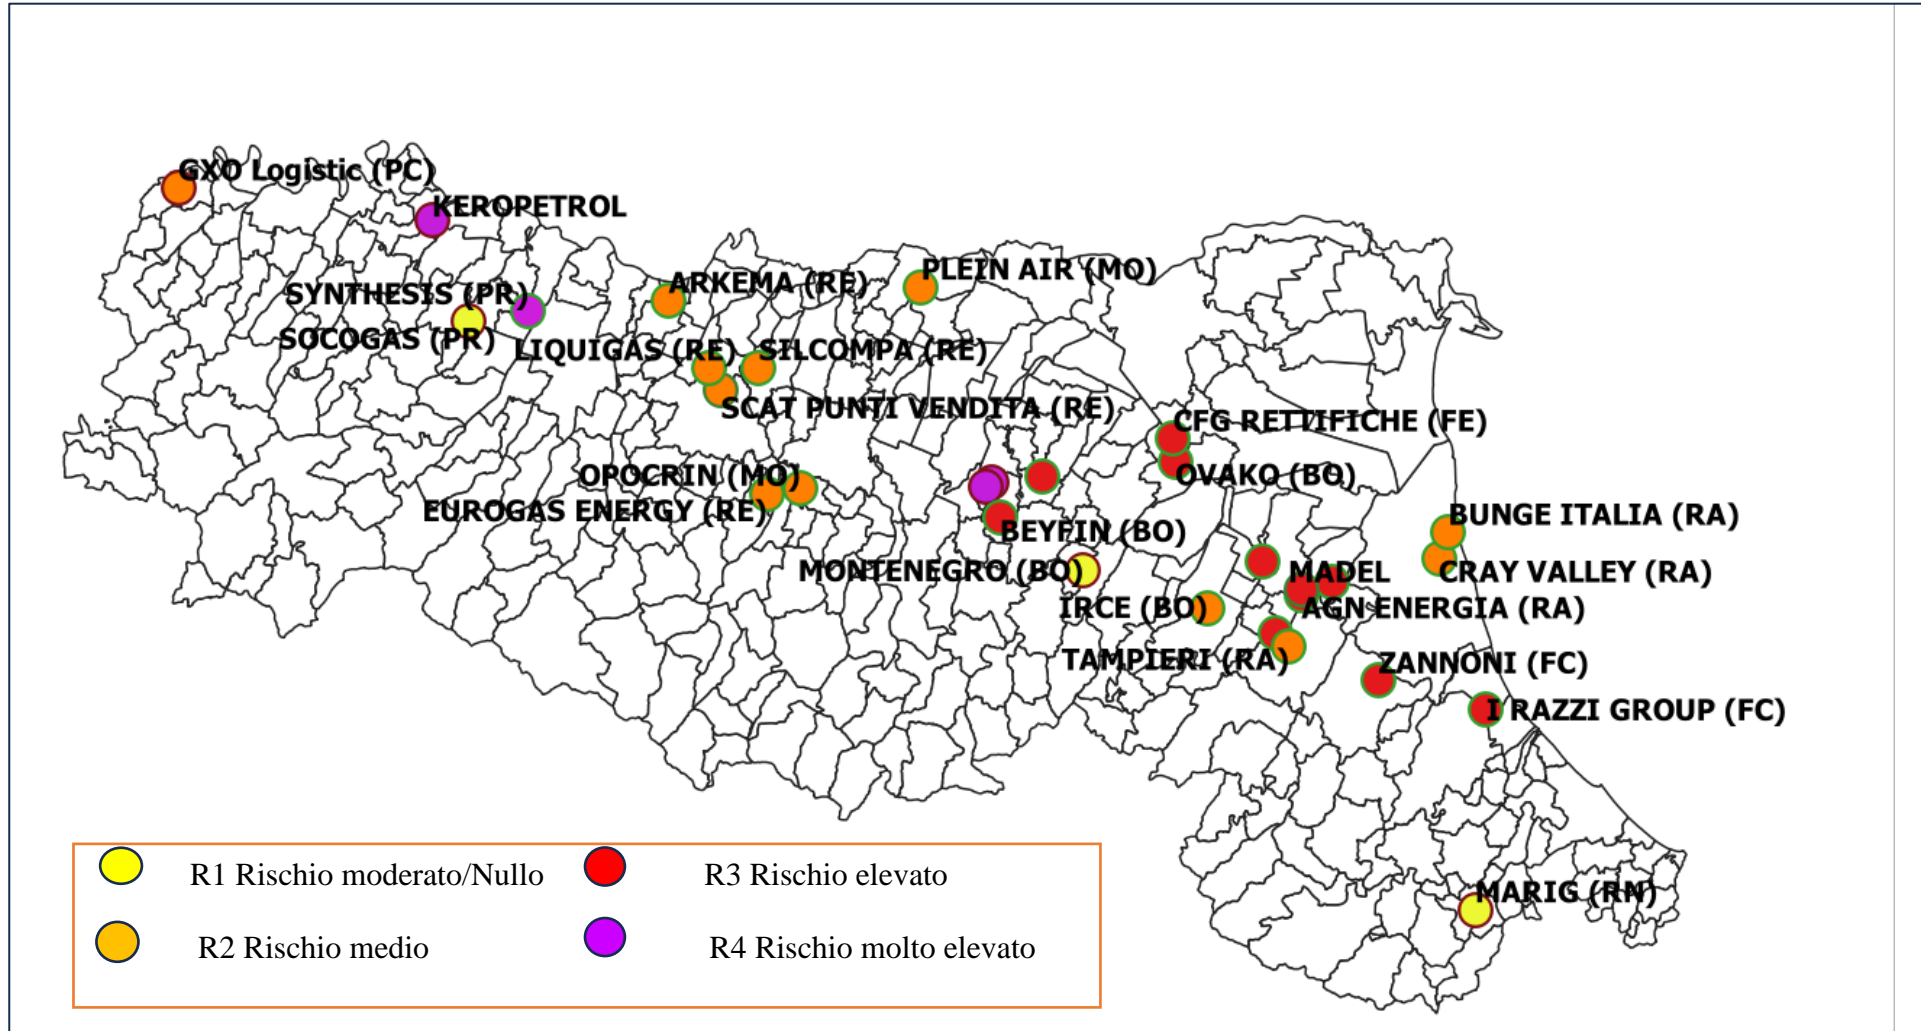 GXO Logistic (PC)
KEROPETROL
SYNTHESIS (PR)
ARKEMA (RE)
PLEIN AIR (MO)
SOCOGAS (PR)
LIQUIGAS (RE)
SILCOMPA (RE)
SCAT PUNTI VENDITA (RE)
CFG RETTIFICHE (FE)
OPOCRIN (MO)
OVAKO (BO)
EUROGAS ENERGY (RE)
BUNGE ITALIA (RA)
BEYFIN (BO)
MONTENEGRO (BO)
MADEL
CRAY VALLEY (RA)
IRCE (BO)
AGN ENERGIA (RA)
TAMPIERI (RA)
ZANNONI (FC)
I RAZZI GROUP (FC)
MARIG (RN)
R1 Rischio moderato/Nullo
R3 Rischio elevato
R2 Rischio medio
R4 Rischio molto elevato